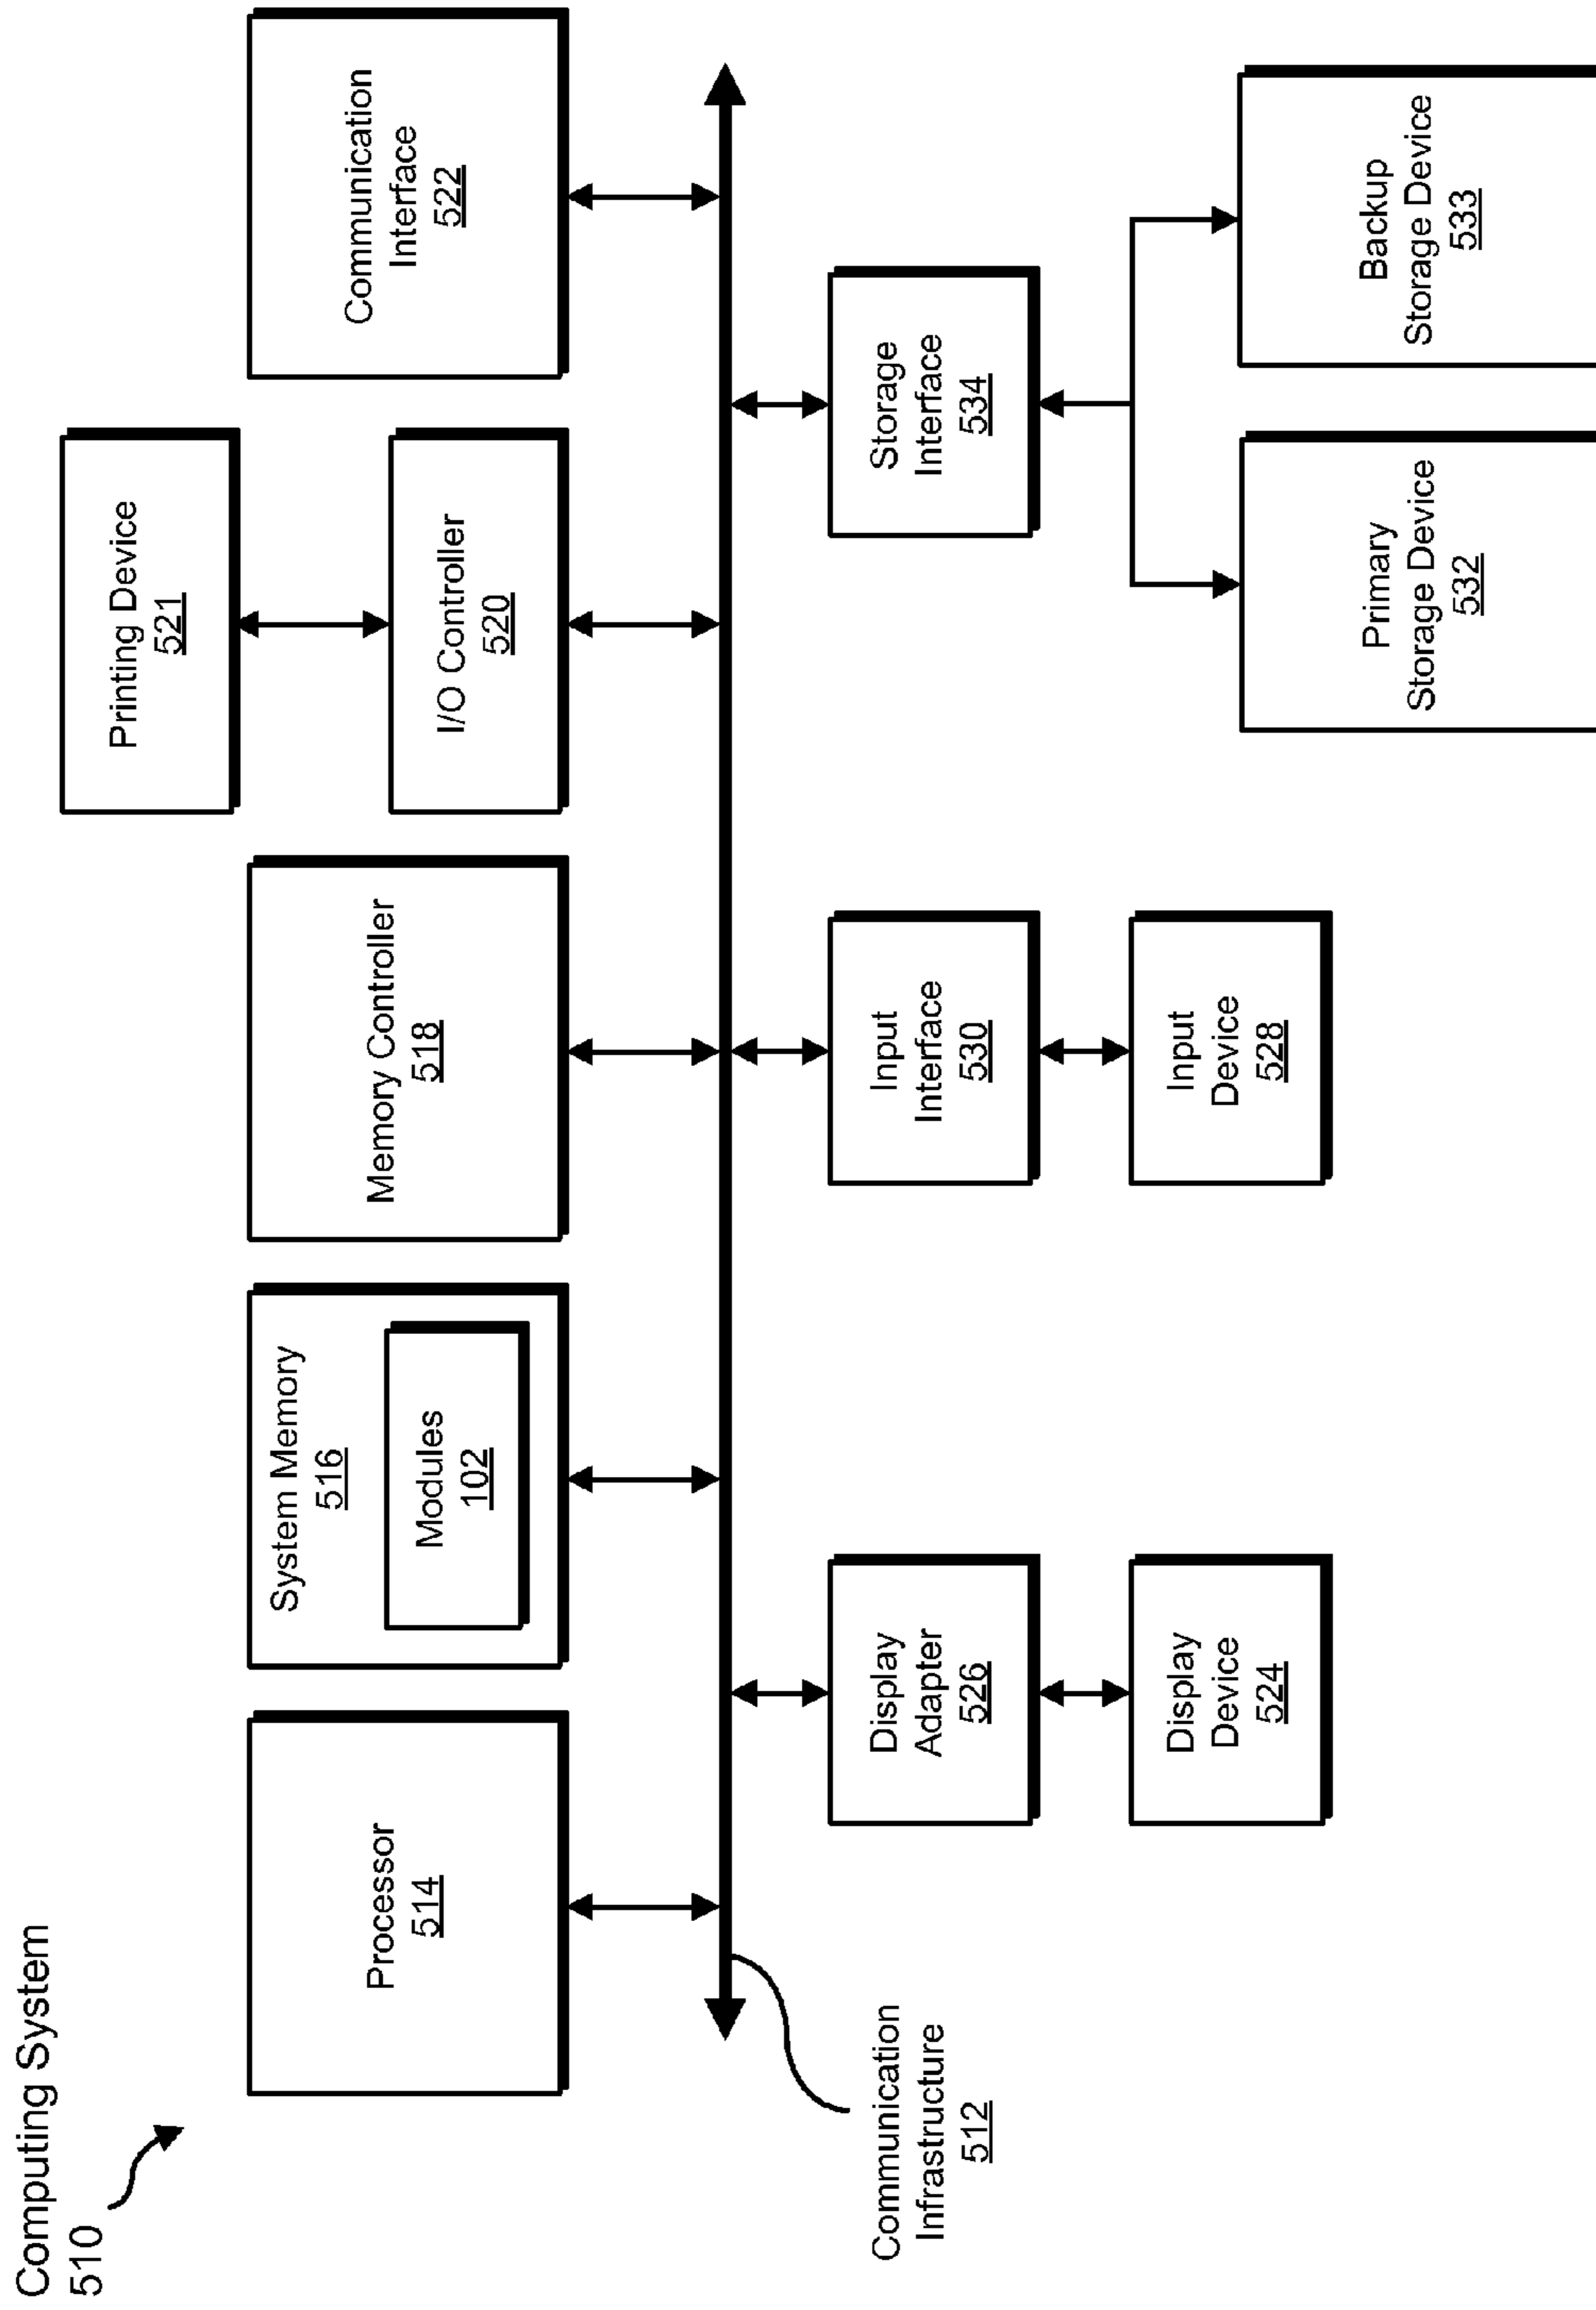 Computing System
510
Processor
514
System Memory
516
Modules
102
Memory Controller
518
Printing Device
521
I/O Controller
520
Communication
Interface
522
Communication
Infrastructure
512
Display
Adapter
526
Display
Device
524
Input
Interface
530
Input
Device
528
Storage
Interface
534
Primary
Storage Device
532
Backup
Storage Device
533